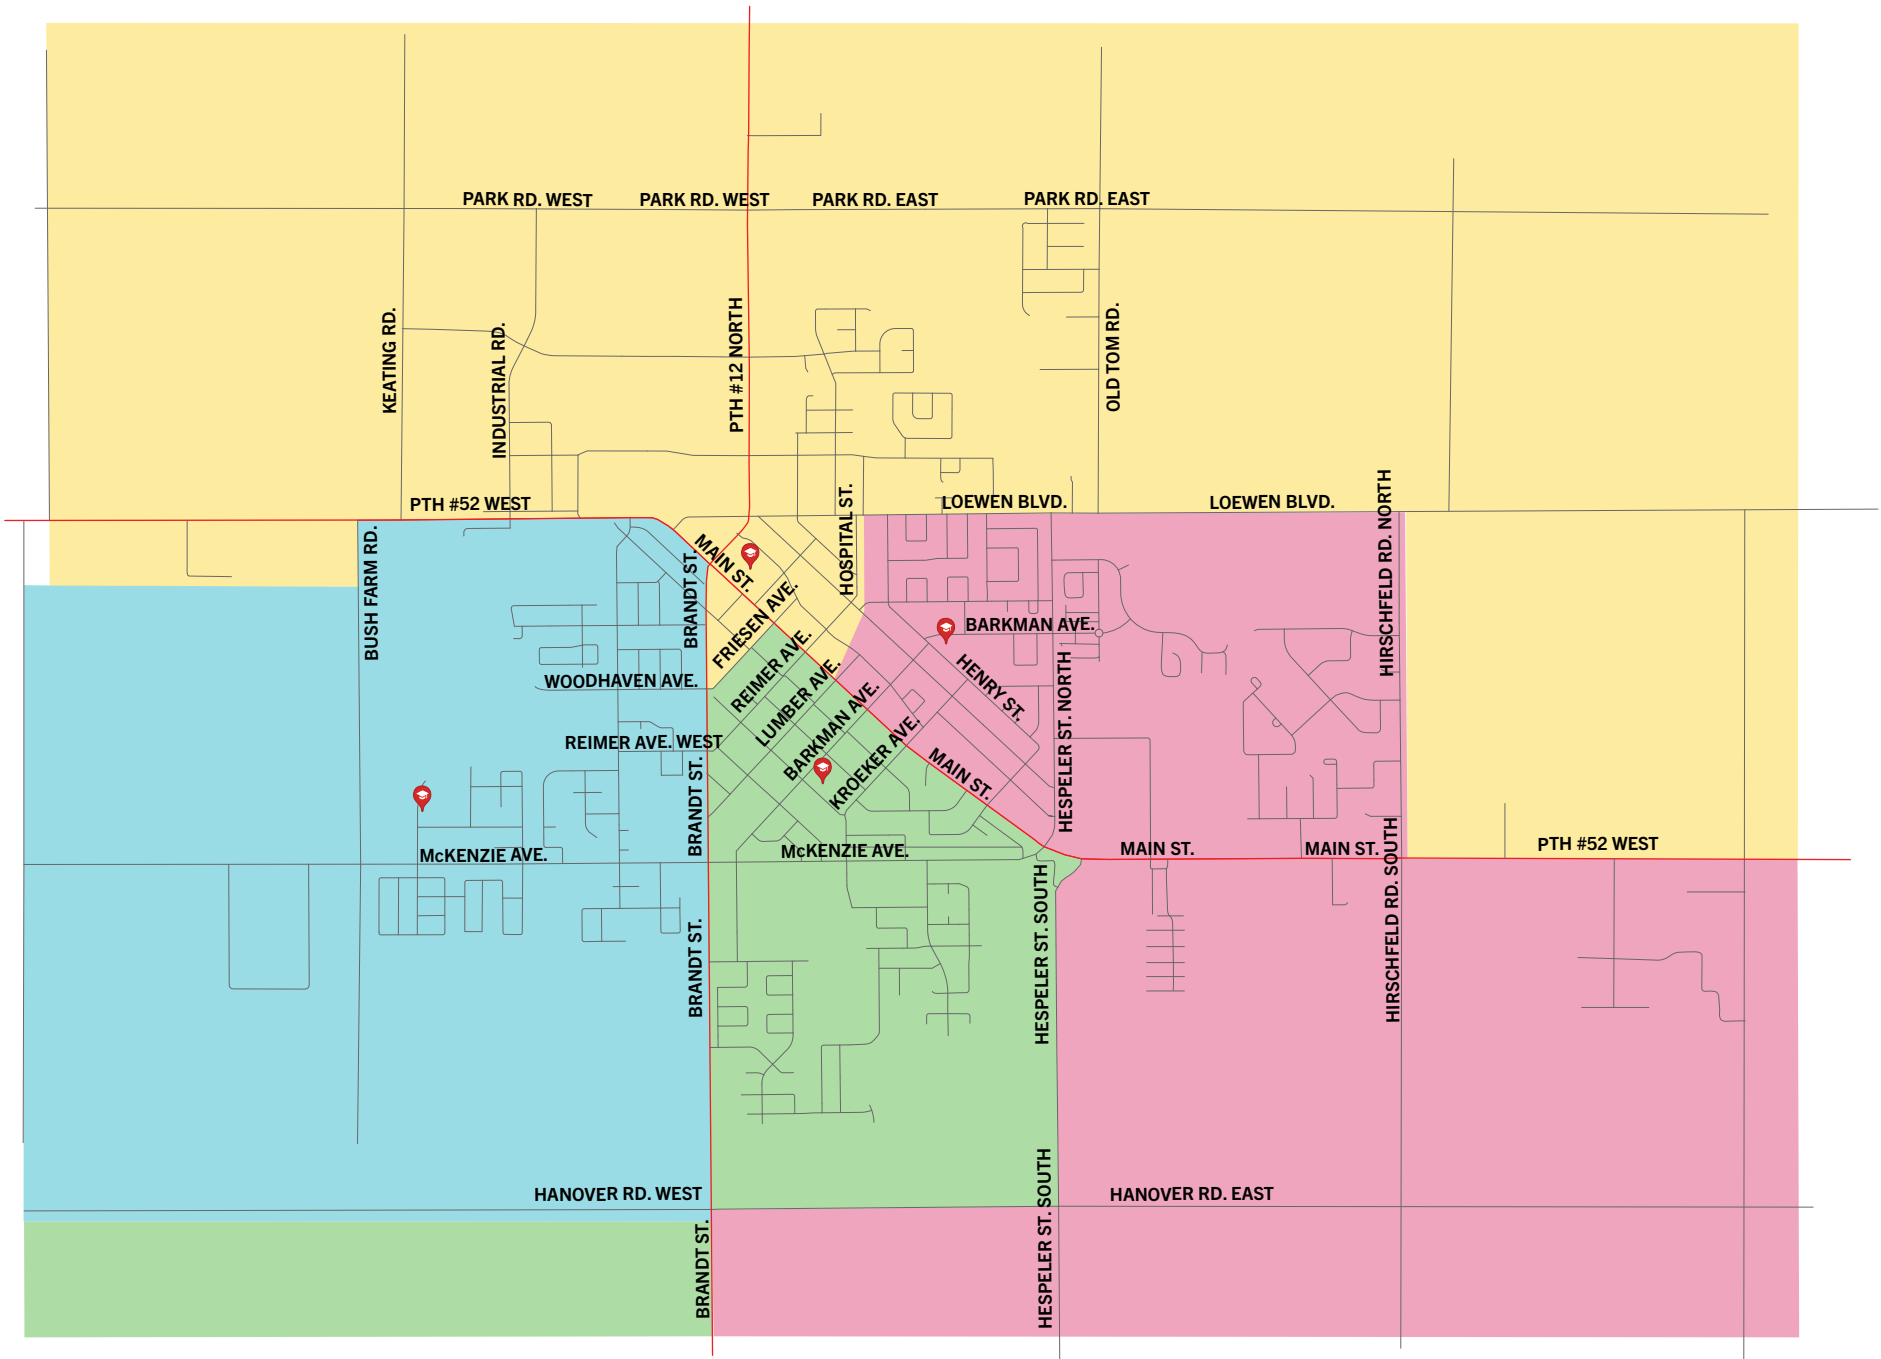 PARK RD. WEST
PARK RD. WEST
PARK RD. EAST
PARK RD. EAST
KEATING RD.
INDUSTRIAL RD.
PTH #12 NORTH
OLD TOM RD.
PTH #52 WEST
HOSPITAL ST.
LOEWEN BLVD.
LOEWEN BLVD.
HIRSCHFELD RD. NORTH
BUSH FARM RD.
BRANDT ST.
MAIN ST.
FRIESEN AVE.
BARKMAN AVE.
REIMER AVE.
WOODHAVEN AVE.
LUMBER AVE.
HENRY ST.
HESPELER ST. NORTH
BARKMAN AVE.
REIMER AVE. WEST
KROEKER AVE.
MAIN ST.
BRANDT ST.
McKENZIE AVE.
McKENZIE AVE.
MAIN ST.
MAIN ST.
PTH #52 WEST
HIRSCHFELD RD. SOUTH
HESPELER ST. SOUTH
BRANDT ST.
HANOVER RD. WEST
HANOVER RD. EAST
HESPELER ST. SOUTH
BRANDT ST.